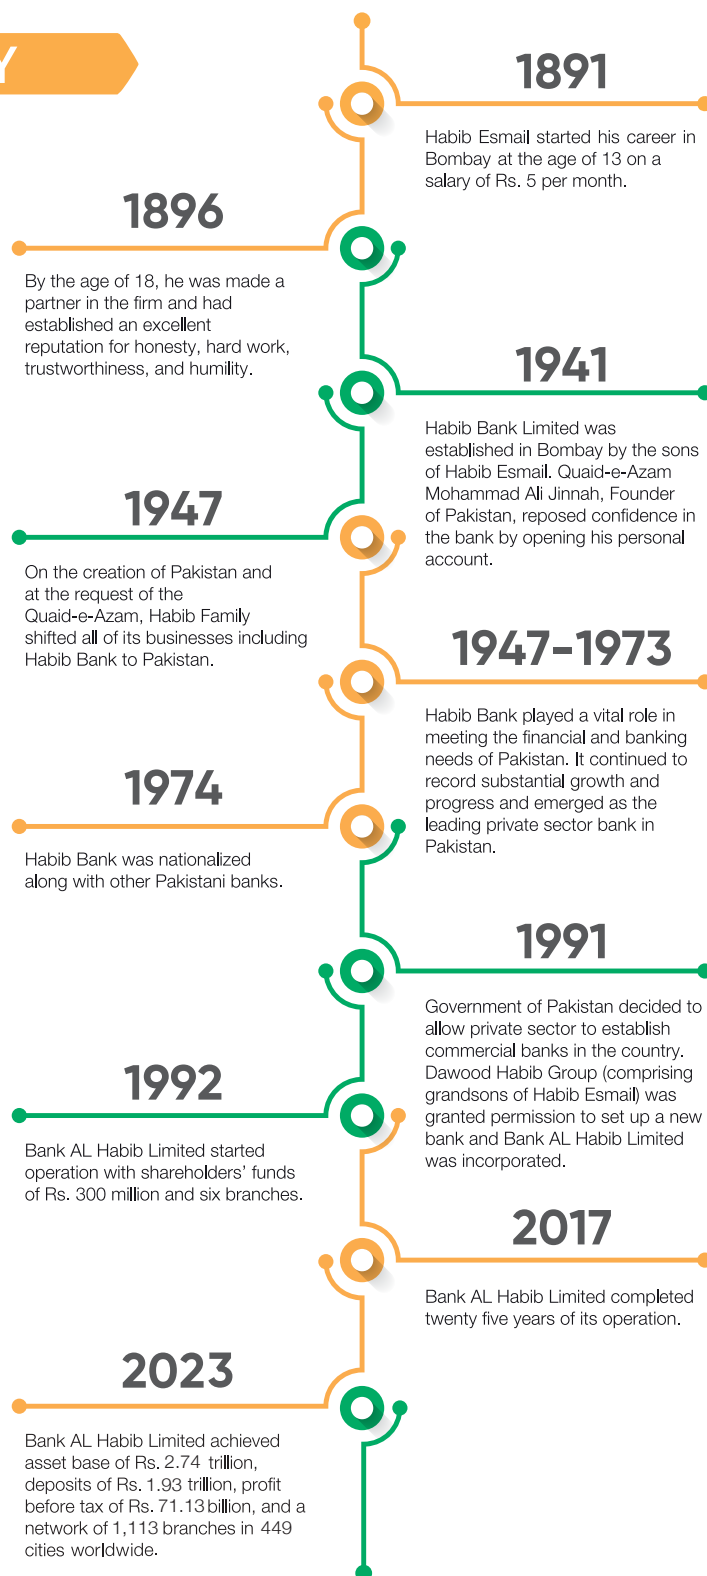 Y
1891
Habib Esmail started his career in
Bombay at the age of 13 on a
salary of Rs. 5 per month.
1896
By the age of 18, he was made a
partner in the firm and had
established an excellent
reputation for honesty, hard work,
trustworthiness, and humility.
1941
Habib Bank Limited was
established in Bombay by the sons
of Habib Esmail. Quaid-e-Azam
Mohammad Ali Jinnah, Founder
of Pakistan, reposed confidence in
the bank by opening his personal
account.
1947
On the creation of Pakistan and
at the request of the
Quaid-e-Azam, Habib Family
shifted all of its businesses including
Habib Bank to Pakistan.
1947-1973
Habib Bank played a vital role in
meeting the financial and banking
needs of Pakistan. It continued to
record substantial growth and
progress and emerged as the
leading private sector bank in
Pakistan.
1974
Habib Bank was nationalized
along with other Pakistani banks.
1991
Government of Pakistan decided to
allow private sector to establish
commercial banks in the country.
Dawood Habib Group (comprising
grandsons of Habib Esmail) was
granted permission to set up a new
bank and Bank AL Habib Limited
was incorporated.
1992
Bank AL Habib Limited started
operation with shareholders' funds
of Rs. 300 million and six branches.
2017
Bank AL Habib Limited completed
twenty five years of its operation.
2023
Bank AL Habib Limited achieved
asset base of Rs. 2.74 trillion,
deposits of Rs. 1.93 trillion, profit
before tax of Rs. 71.13 billion, and a
network of 1,113 branches in 449
cities worldwide.